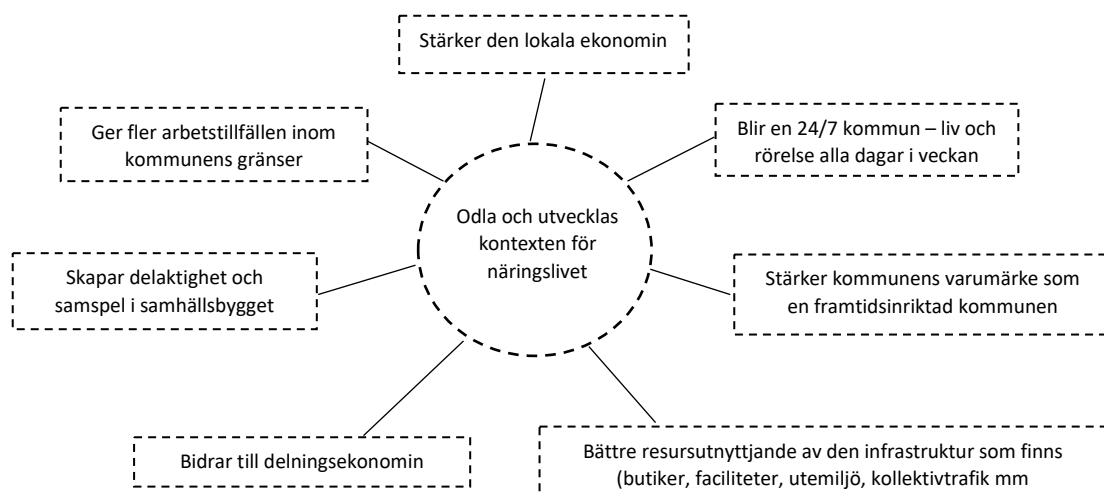 Stärker den lokala ekonomin
Ger fler arbetstillfällen inom
kommunens gränser
Blir en 24/7 kommun – liv och
rörelse alla dagar i veckan
Odla och utvecklas
kontexten för
näringslivet
Skapar delaktighet och
samspel i samhällsbygget
Stärker kommunens varumärke som
en framtidsinriktad kommunen
Bidrar till delningsekonomin
Bättre resursutnyttjande av den infrastruktur som finns
(butiker, faciliteter, utemiljö, kollektivtrafik mm